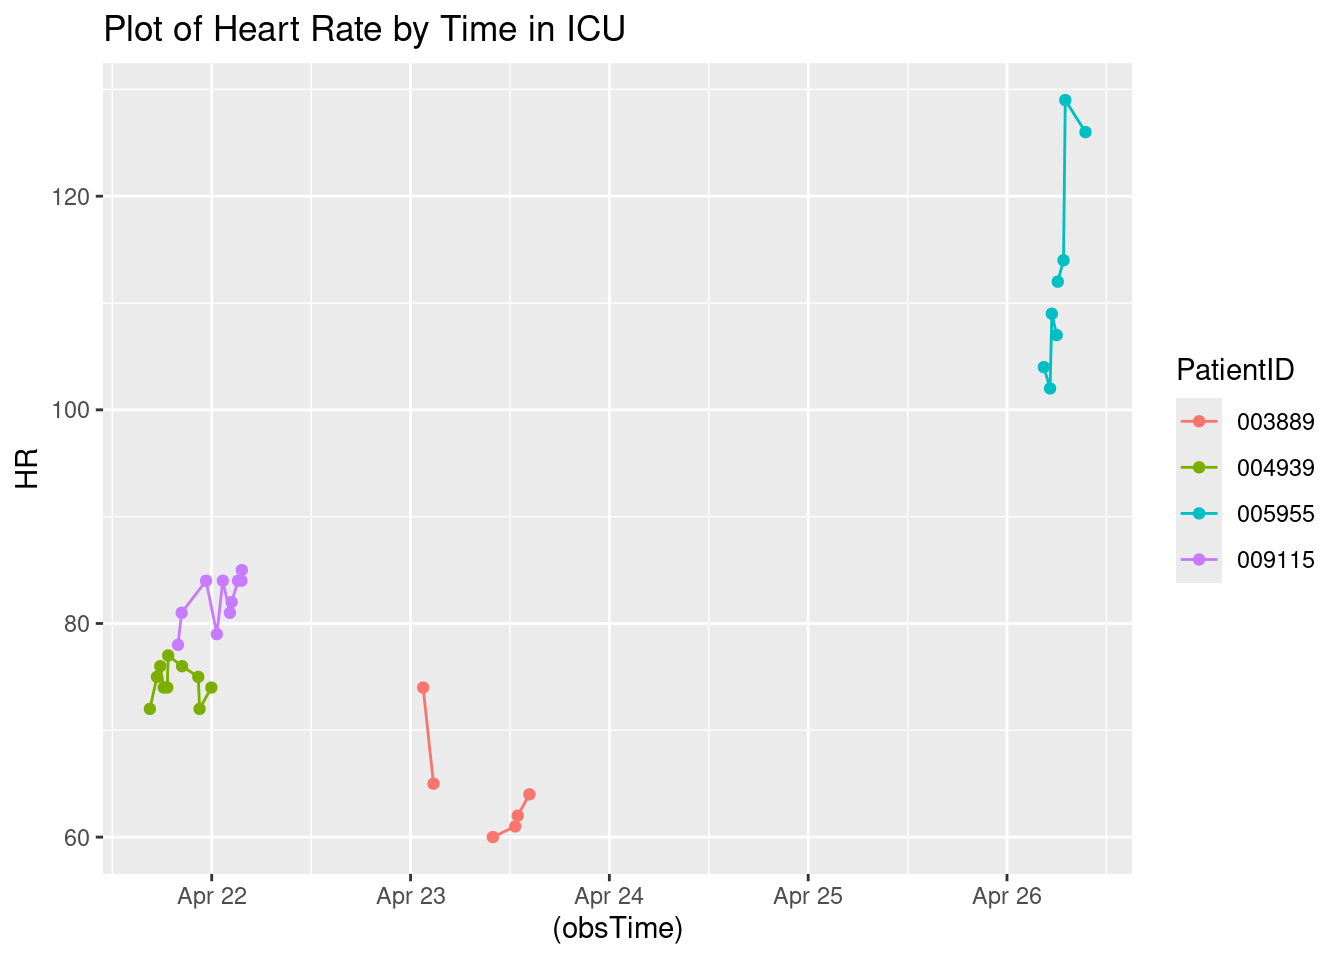 Plot of Heart Rate by Time in ICU
120
100
80
60
HR
Apr 22 Apr 23 Apr 24 Apr 25 Apr 26
(obsTime)
PatientID
003889
004939
005955
009115